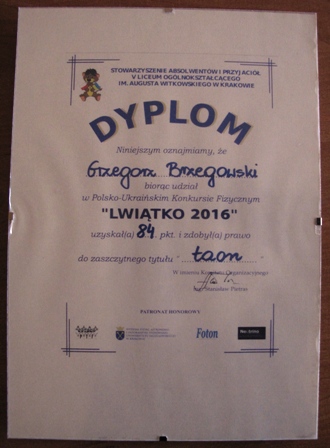 STOWARZYSZENIE ABSOLWENTÓW I PRZYJACIÓŁ
V LICEUM OGÓLNOKSZTAŁCĄCEGO
IM. AUGUSTA WITKOWSKIEGO W KRAKOWIE
DYPLOM
Niniejszym oznajmiamy, że
Grzegorz Brzegowski
biorąc udział
w Polsko-Ukraińskim Konkursie Fizycznym
"LWIĄTKO 2016"
uzyskał(a) 84 pkt. i zdobył(a) prawo
do zaszczytnego tytułu " taon "
W imieniu Komitetu Organizacyjnego
PATRONAT HONOROWY
Foton